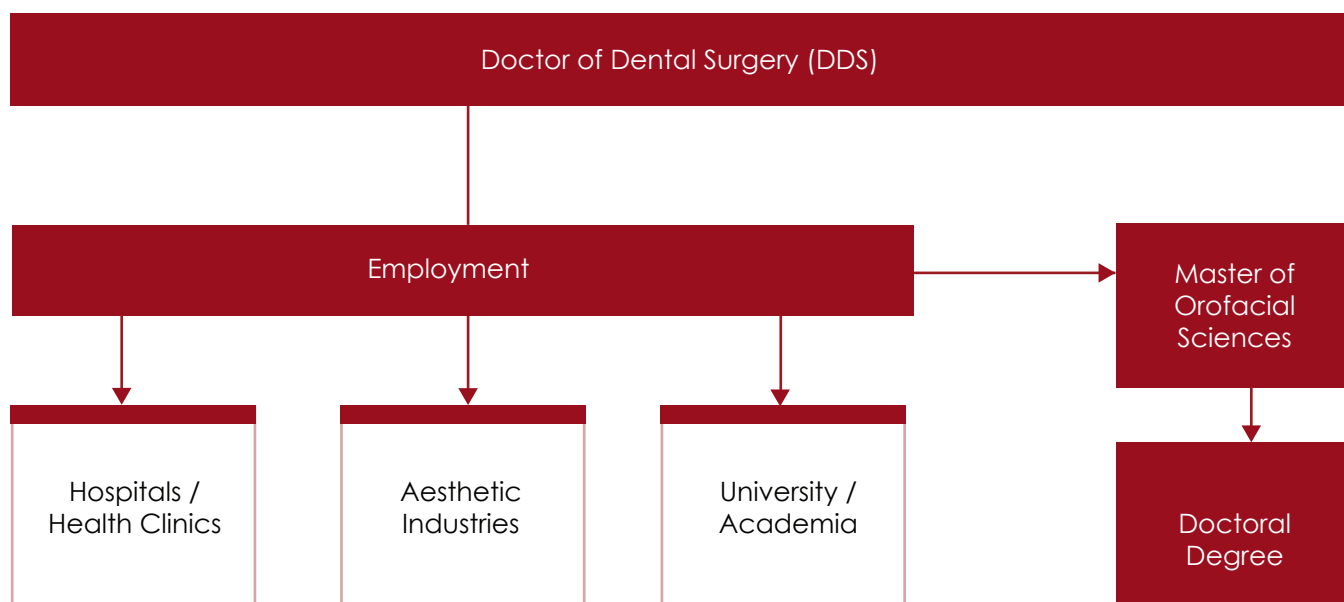 Doctor of Dental Surgery (DDS)
Employment
Master of
Orofacial
Sciences
Hospitals /
Health Clinics
Aesthetic
Industries
University /
Academia
Doctoral
Degree